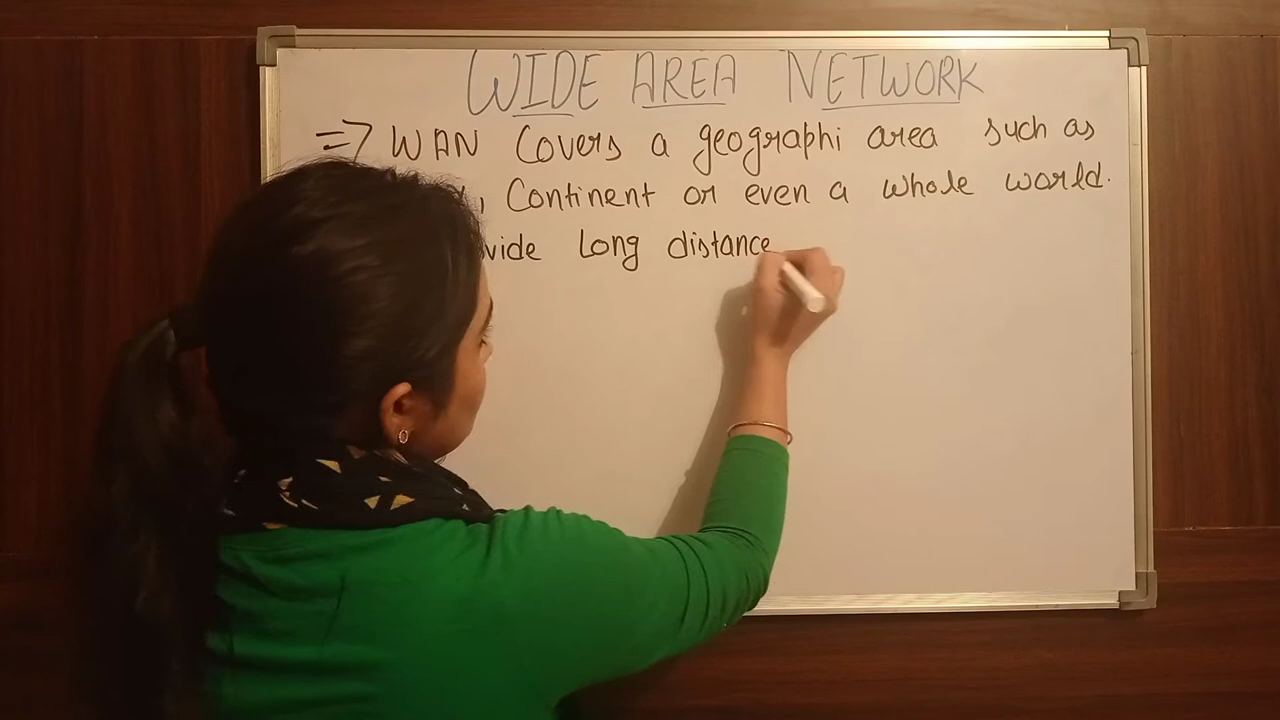 WIDE AREA NETWORK
=> WAN Covers a geographi area such as
, Continent or even a whole world.
vide Long distance